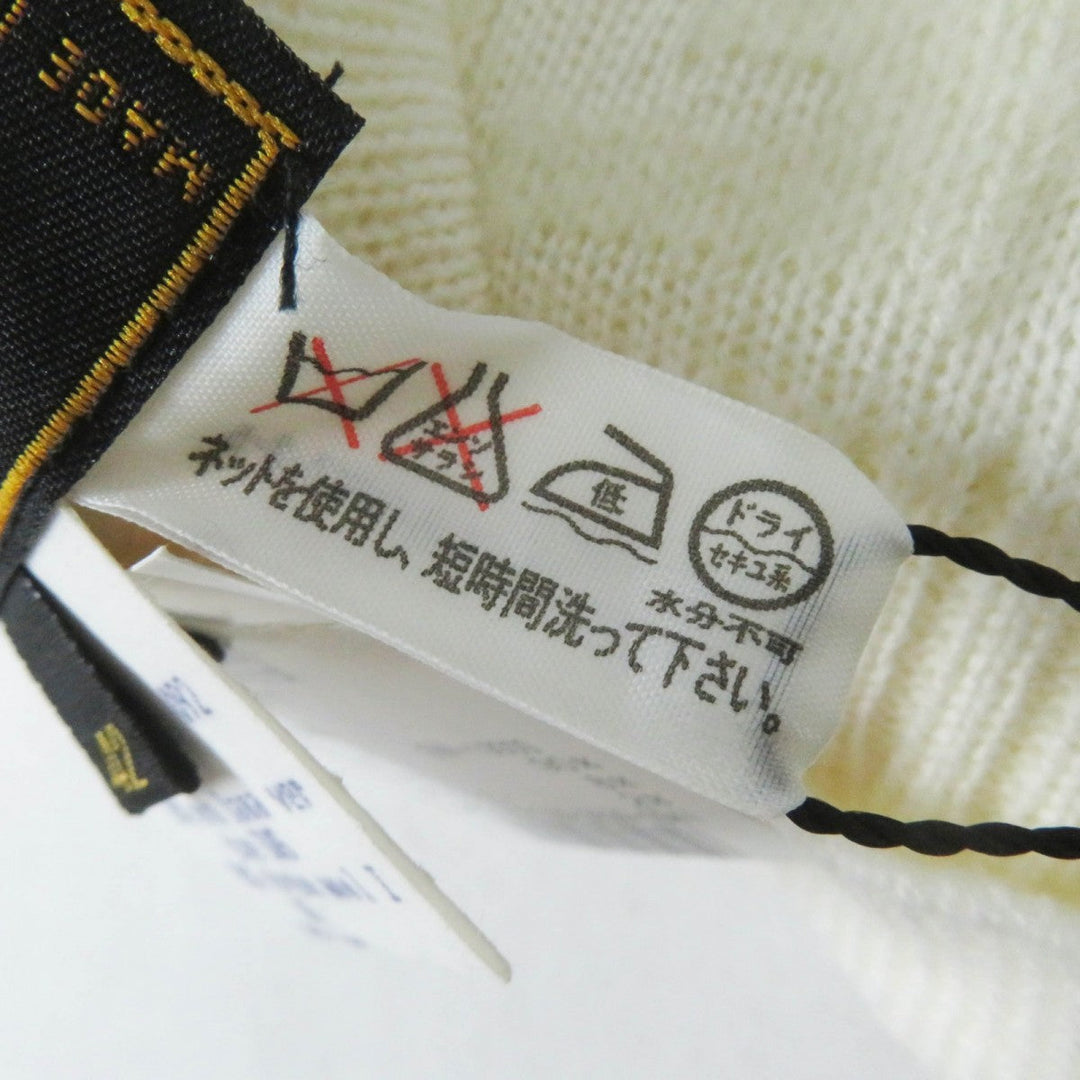 MADE
エンソ
サラシ
低
ドライ
セキユ系
水分不可
ネットを使用し、短時間洗って下さい。